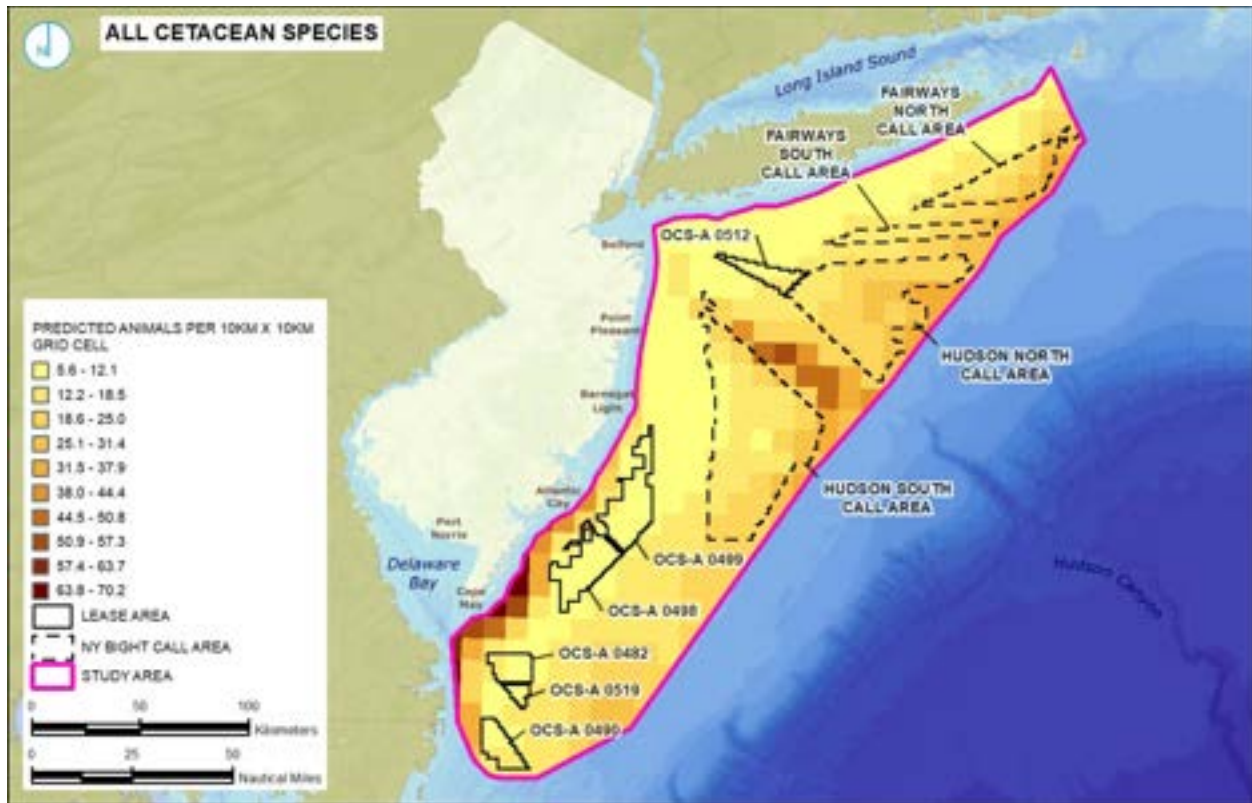 ALL CETACEAN SPECIES
Long Island Sound
FAIRWAYS
NORTH
CALL AREA
FAIRWAYS
SOUTH
CALL AREA
OCS-A 0512
Belford
PREDICTED ANIMALS PER 10KM X 10KM
GRID CELL
5.6 - 12.1
12.2 - 18.5
18.6 - 25.0
25.1 - 31.4
31.5 - 37.9
38.0 - 44.4
44.5 - 50.8
50.9 - 57.3
57.4 - 63.7
63.8 - 70.2
LEASE AREA
NY BIGHT CALL AREA
STUDY AREA
0 50 100
Kilometers
0 25 50
Nautical Miles
Point
Pleasant
HUDSON NORTH
CALL AREA
Barnegat
Light
HUDSON SOUTH
CALL AREA
Atlantic
City
Port
Norris
OCS-A 0499
Delaware
Bay
Hudson Canyon
Cape
May
OCS-A 0498
OCS-A 0482
OCS-A 0519
OCS-A 0490